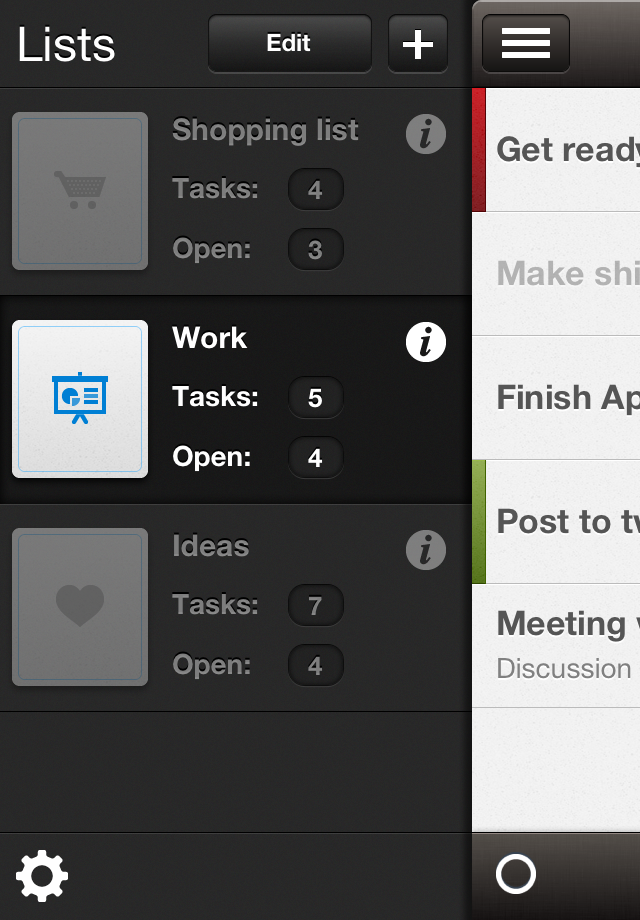 Lists
Edit
Shopping list
Tasks: 4
Open: 3
Work
Tasks: 5
Open: 4
Ideas
Tasks: 7
Open: 4
Get ready
Make shi
Finish Ap
Post to tw
Meeting w
Discussion